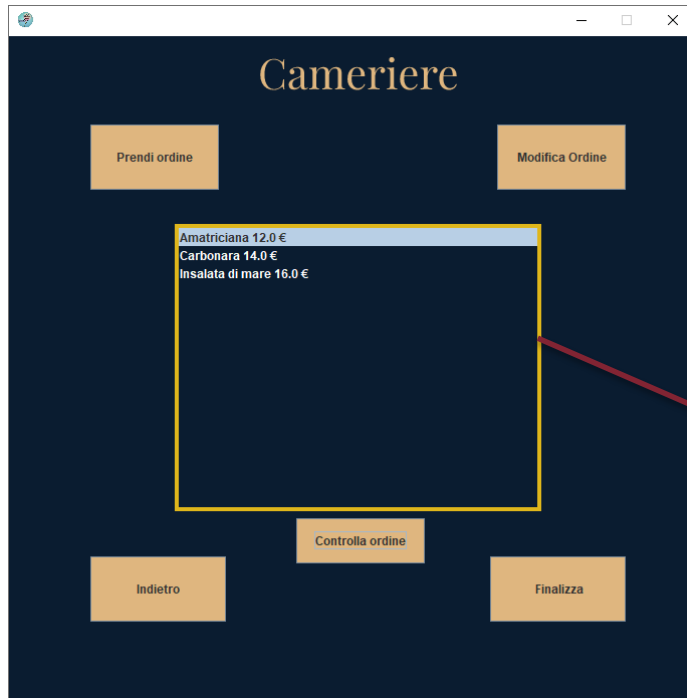 Cameriere
Prendi ordine
Modifica Ordine
Amatriciana 12.0 €
Carbonara 14.0 €
Insalata di mare 16.0 €
Controlla ordine
Indietro
Finalizza